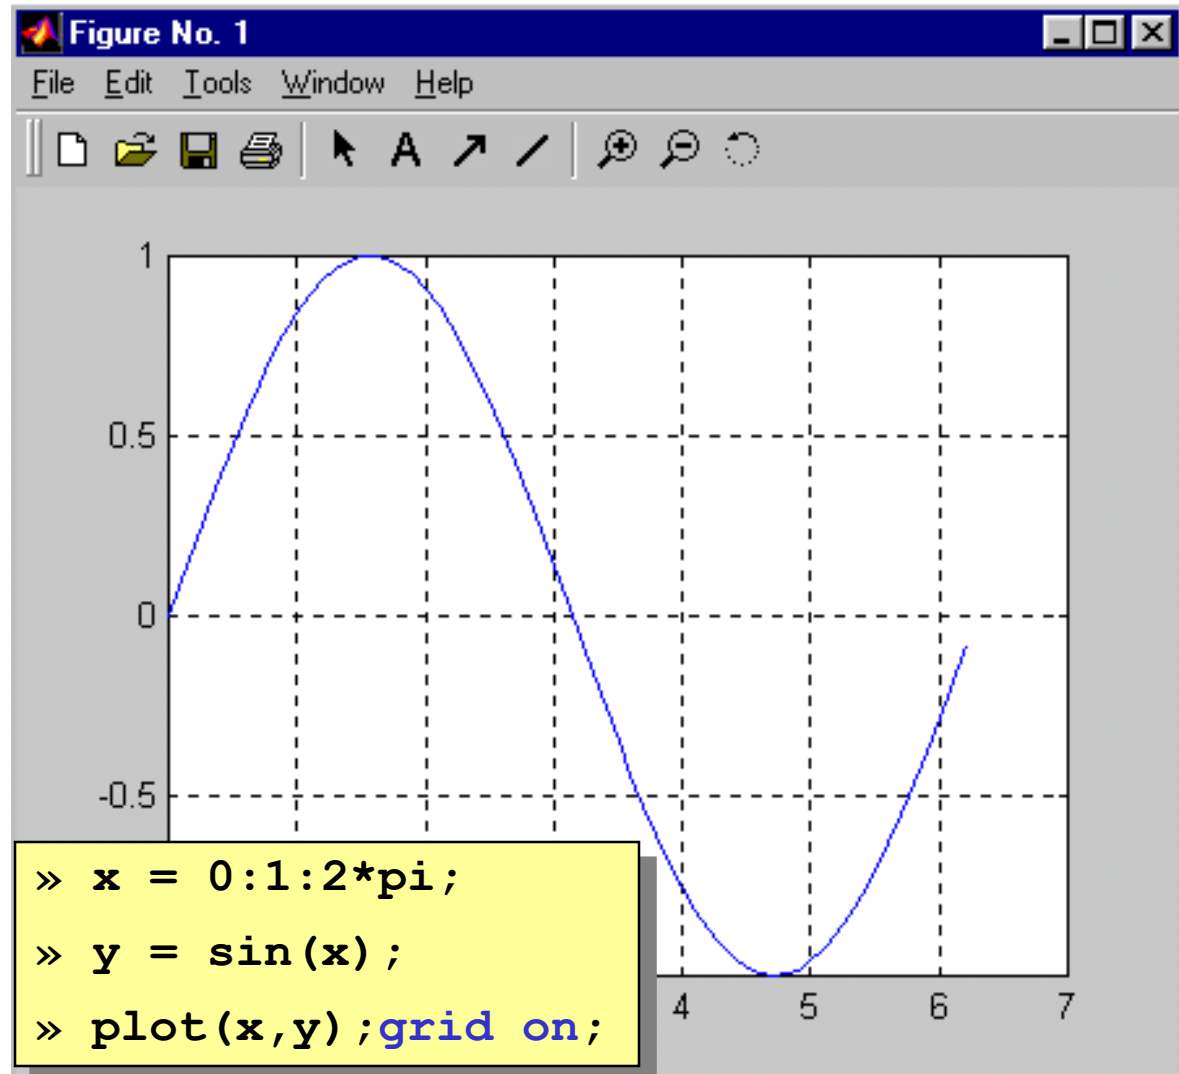 Figure No. 1
File Edit Tools Window Help
A
1
0.5
0
-0.5
4 5 6 7
» x = 0:1:2*pi;
» y = sin(x);
» plot(x,y);grid on;